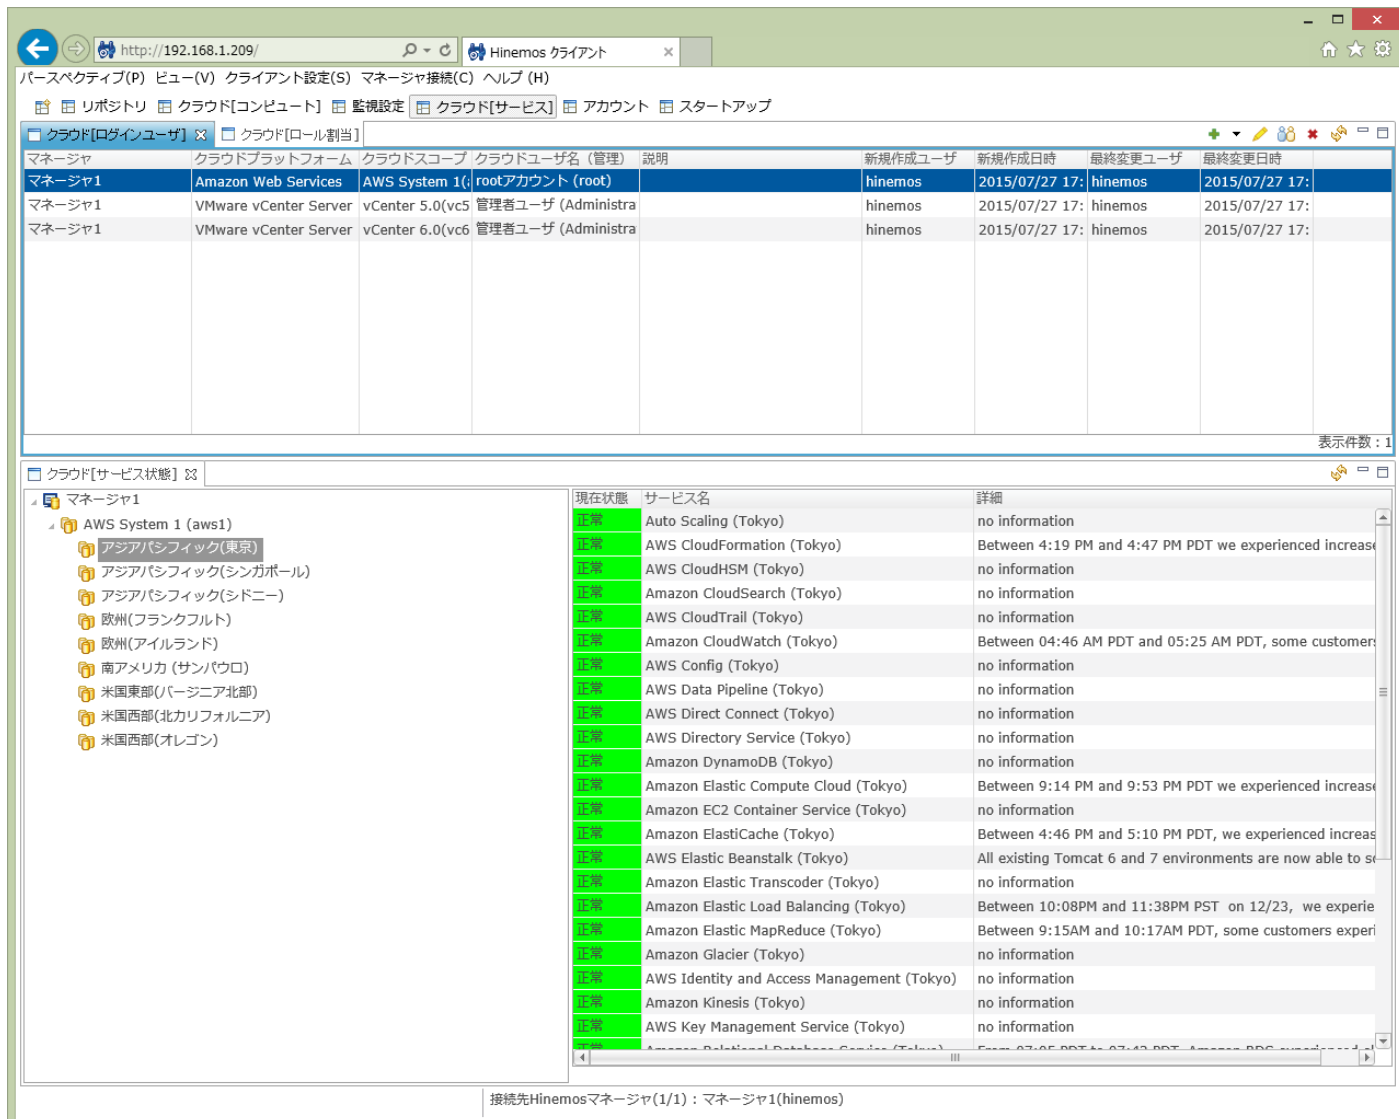 http://192.168.1.209/
Hinemos クライアント
パースペクティブ(P) ビュー(V) クライアント設定(S) マネージャ接続(C) ヘルプ (H)
リポジトリ クラウド[コンピュート] 監視設定 クラウド[サービス] アカウント スタートアップ
クラウド[ログインユーザ] クラウド[ロール割当]
マネージャ クラウドプラットフォーム クラウドスコープ クラウドユーザ名（管理） 説明 新規作成ユーザ 新規作成日時 最終変更ユーザ 最終変更日時
マネージャ1 Amazon Web Services AWS System 1( rootアカウント (root) hinemos 2015/07/27 17: hinemos 2015/07/27 17:
マネージャ1 VMware vCenter Server vCenter 5.0(vc5 管理者ユーザ (Administra hinemos 2015/07/27 17: hinemos 2015/07/27 17:
マネージャ1 VMware vCenter Server vCenter 6.0(vc6 管理者ユーザ (Administra hinemos 2015/07/27 17: hinemos 2015/07/27 17:
表示件数 : 1
クラウド[サービス状態]
マネージャ1
AWS System 1 (aws1)
アジアパシフィック(東京)
アジアパシフィック(シンガポール)
アジアパシフィック(シドニー)
欧州(フランクフルト)
欧州(アイルランド)
南アメリカ (サンパウロ)
米国東部(バージニア北部)
米国西部(北カリフォルニア)
米国西部(オレゴン)
現在状態 サービス名 詳細
正常 Auto Scaling (Tokyo) no information
正常 AWS CloudFormation (Tokyo) Between 4:19 PM and 4:47 PM PDT we experienced increase
正常 AWS CloudHSM (Tokyo) no information
正常 Amazon CloudSearch (Tokyo) no information
正常 AWS CloudTrail (Tokyo) no information
正常 Amazon CloudWatch (Tokyo) Between 04:46 AM PDT and 05:25 AM PDT, some customers
正常 AWS Config (Tokyo) no information
正常 AWS Data Pipeline (Tokyo) no information
正常 AWS Direct Connect (Tokyo) no information
正常 AWS Directory Service (Tokyo) no information
正常 Amazon DynamoDB (Tokyo) no information
正常 Amazon Elastic Compute Cloud (Tokyo) Between 9:14 PM and 9:53 PM PDT we experienced increase
正常 Amazon EC2 Container Service (Tokyo) no information
正常 Amazon ElastiCache (Tokyo) Between 4:46 PM and 5:10 PM PDT, we experienced increas
正常 AWS Elastic Beanstalk (Tokyo) All existing Tomcat 6 and 7 environments are now able to se
正常 Amazon Elastic Transcoder (Tokyo) no information
正常 Amazon Elastic Load Balancing (Tokyo) Between 10:08PM and 11:38PM PST on 12/23, we experie
正常 Amazon Elastic MapReduce (Tokyo) Between 9:15AM and 10:17AM PDT, some customers experi
正常 Amazon Glacier (Tokyo) no information
正常 AWS Identity and Access Management (Tokyo) no information
正常 Amazon Kinesis (Tokyo) no information
正常 AWS Key Management Service (Tokyo) no information
正常 Amazon Relational Database Service (Tokyo) From 07:05 PDT to 07:42 PDT, Amazon RDS experienced
接続先Hinemosマネージャ(1/1) : マネージャ1(hinemos)